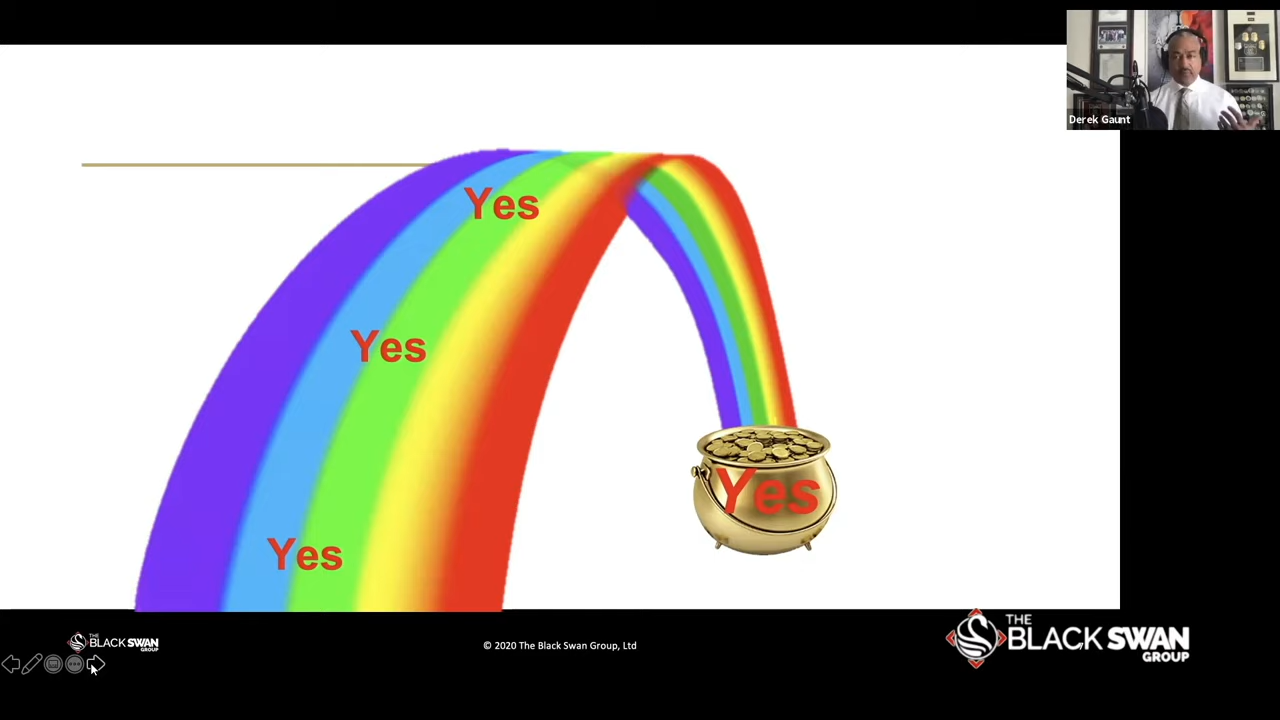 Derek Gaunt
Yes
Yes
Yes
Yes
THE
BLACK SWAN
GROUP
© 2020 The Black Swan Group, Ltd
THE
BLACK SWAN
GROUP